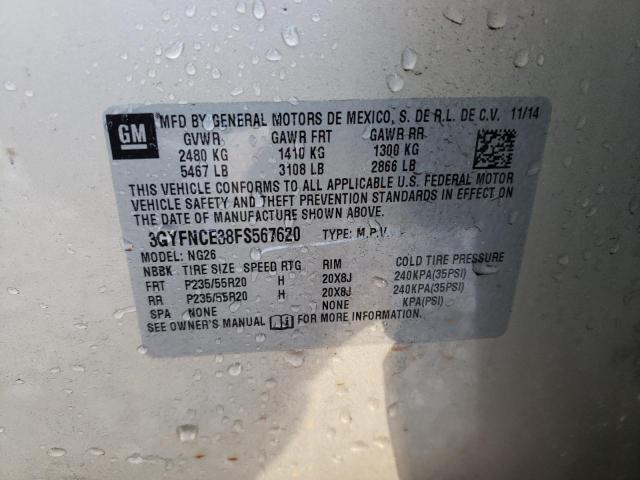 GM
MFD BY GENERAL MOTORS DE MEXICO, S. DE R.L. DE C.V. 11/14
GVWR GAWR FRT GAWR RR
2480 KG 1410 KG 1300 KG
5467 LB 3108 LB 2866 LB
THIS VEHICLE CONFORMS TO ALL APPLICABLE U.S. FEDERAL MOTOR
VEHICLE SAFETY AND THEFT PREVENTION STANDARDS IN EFFECT ON
THE DATE OF MANUFACTURE SHOWN ABOVE.
3GYFNCE38FS567620 TYPE: M.P.V.
MODEL: NG26
NBBK TIRE SIZE SPEED RTG RIM COLD TIRE PRESSURE
FRT P235/55R20 H 20X8J 240KPA(35PSI)
RR P235/55R20 H 20X8J 240KPA(35PSI)
SPA NONE NONE KPA(PSI)
SEE OWNER'S MANUAL FOR MORE INFORMATION